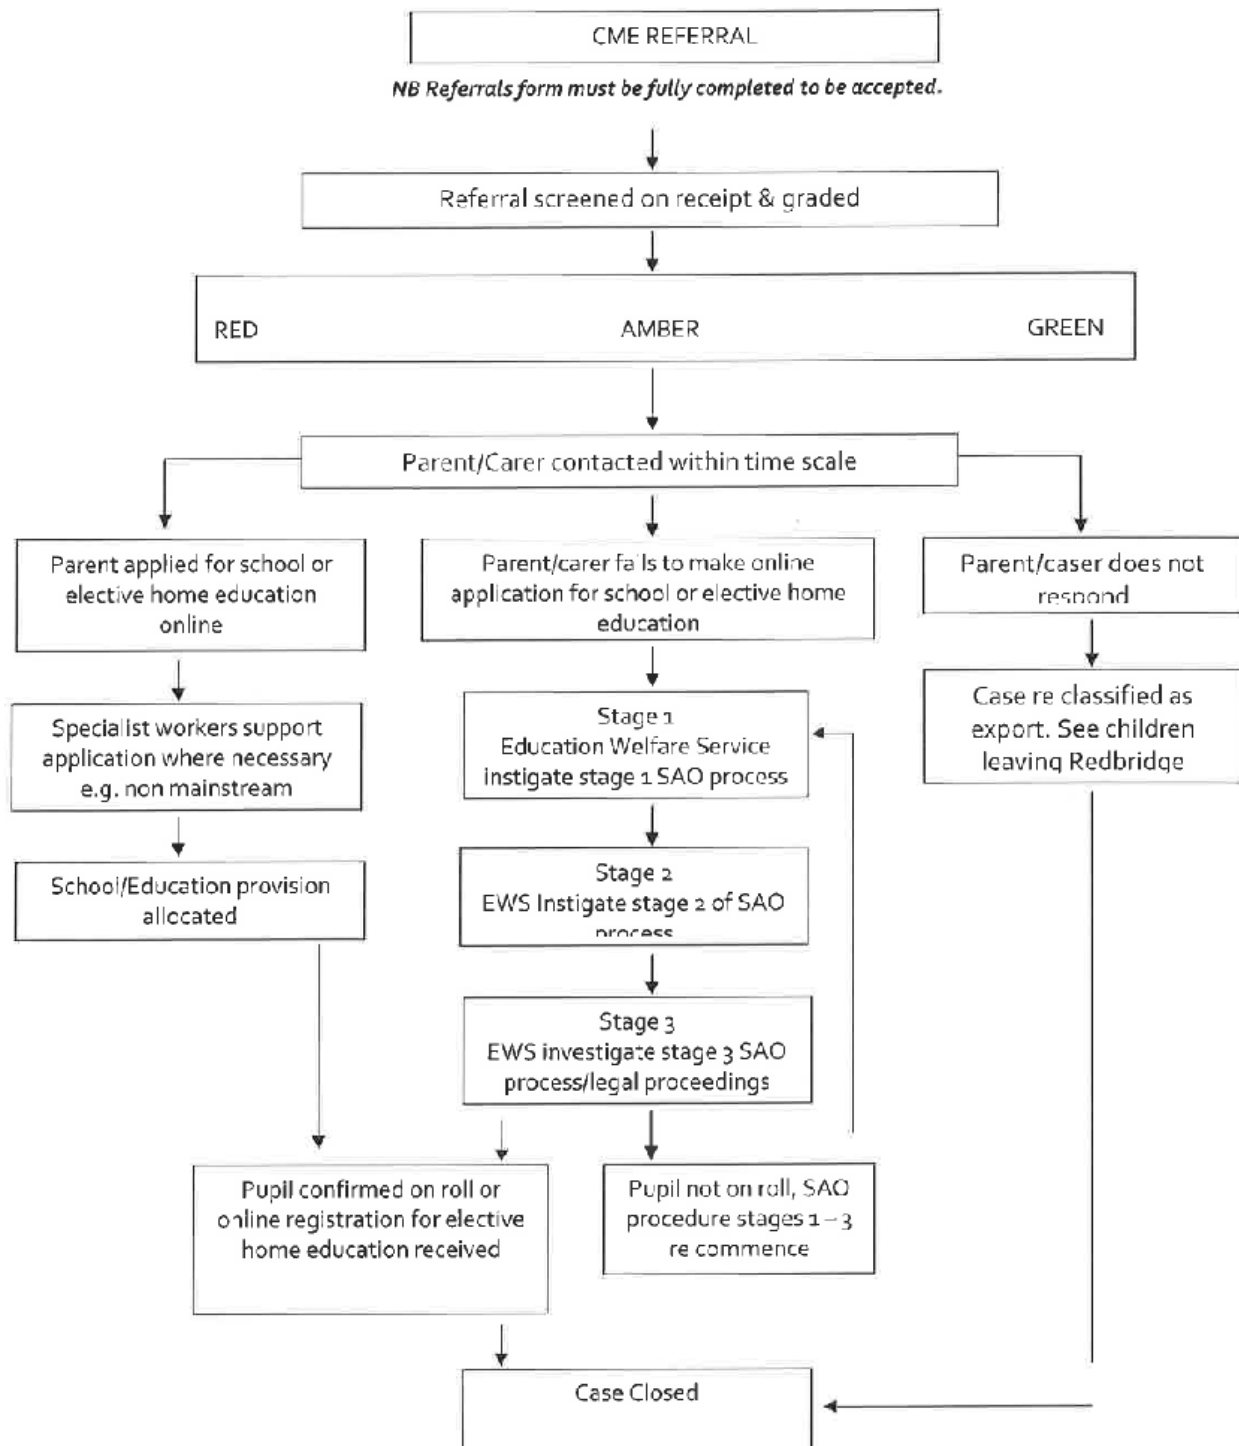 CME REFERRAL
NB Referrals form must be fully completed to be accepted.
Referral screened on receipt & graded
RED
AMBER
GREEN
Parent/Carer contacted within time scale
Parent applied for school or
elective home education
online
Parent/carer fails to make online
application for school or elective home
education
Parent/caser does not
respond
Specialist workers support
application where necessary
e.g. non mainstream
Stage 1
Education Welfare Service
instigate stage 1 SAO process
Case re classified as
export. See children
leaving Redbridge
School/Education provision
allocated
Stage 2
EWS Instigate stage 2 of SAO
process
Stage 3
EWS investigate stage 3 SAO
process/legal proceedings
Pupil confirmed on roll or
online registration for elective
home education received
Pupil not on roll, SAO
procedure stages 1 – 3
re commence
Case Closed